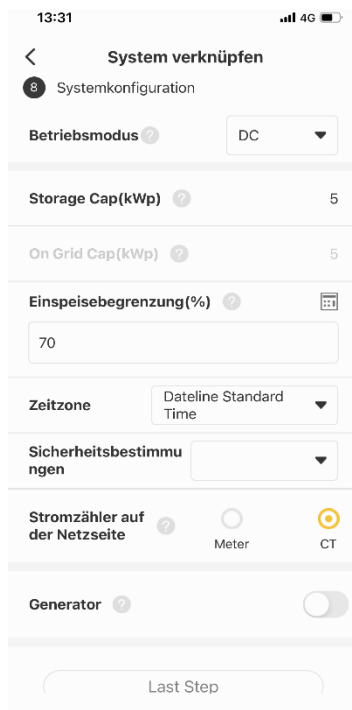 13:31
4G
System verknüpfen
8 Systemkonfiguration
Betriebsmodus ? DC
Storage Cap(kWp) ? 5
On Grid Cap(kWp) ? 5
Einspeisebegrenzung(%) ?
70
Zeitzone Dateline Standard
Time
Sicherheitsbestimmu
ngen
Stromzähler auf
der Netzseite ?
Meter CT
Generator ?
Last Step